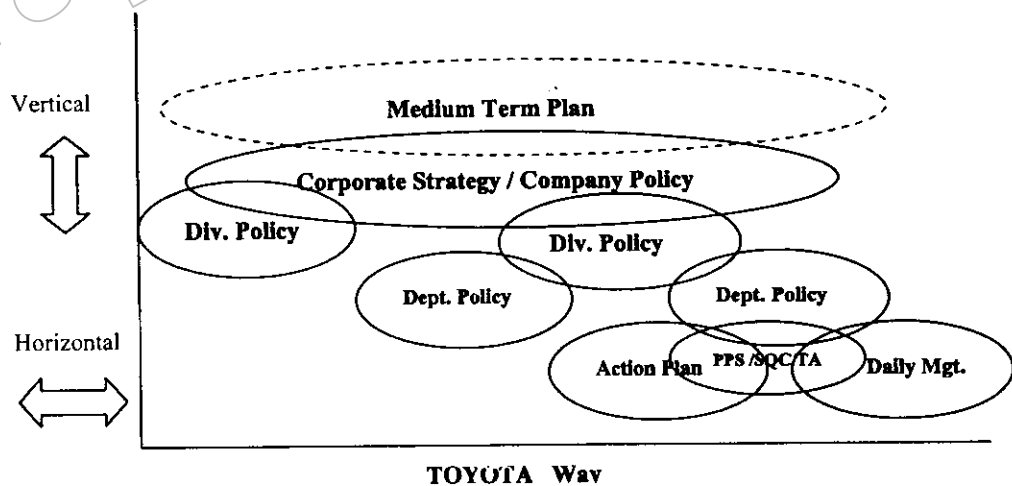 Vertical
Medium Term Plan
Corporate Strategy / Company Policy
Div. Policy
Div. Policy
Dept. Policy
Dept. Policy
Horizontal
Action Plan
PPS /SQC/TA
Daily Mgt.
TOYOTA Way